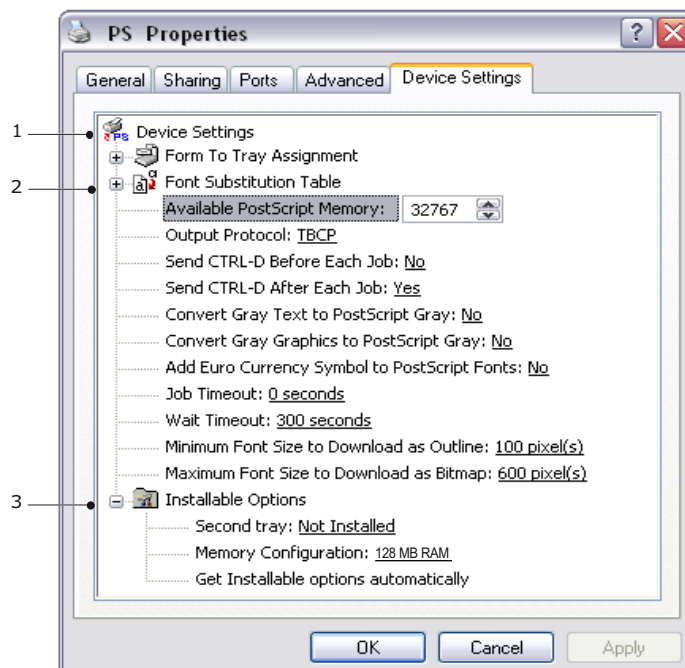 PS Properties
?
General Sharing Ports Advanced Device Settings
1 PS Device Settings
Form To Tray Assignment
2 a a Font Substitution Table
Available PostScript Memory: 32767
Output Protocol: TBCP
Send CTRL-D Before Each Job: No
Send CTRL-D After Each Job: Yes
Convert Gray Text to PostScript Gray: No
Convert Gray Graphics to PostScript Gray: No
Add Euro Currency Symbol to PostScript Fonts: No
Job Timeout: 0 seconds
Wait Timeout: 300 seconds
Minimum Font Size to Download as Outline: 100 pixel(s)
Maximum Font Size to Download as Bitmap: 600 pixel(s)
3 Installable Options
Second tray: Not Installed
Memory Configuration: 128 MB RAM
Get Installable options automatically
OK Cancel Apply